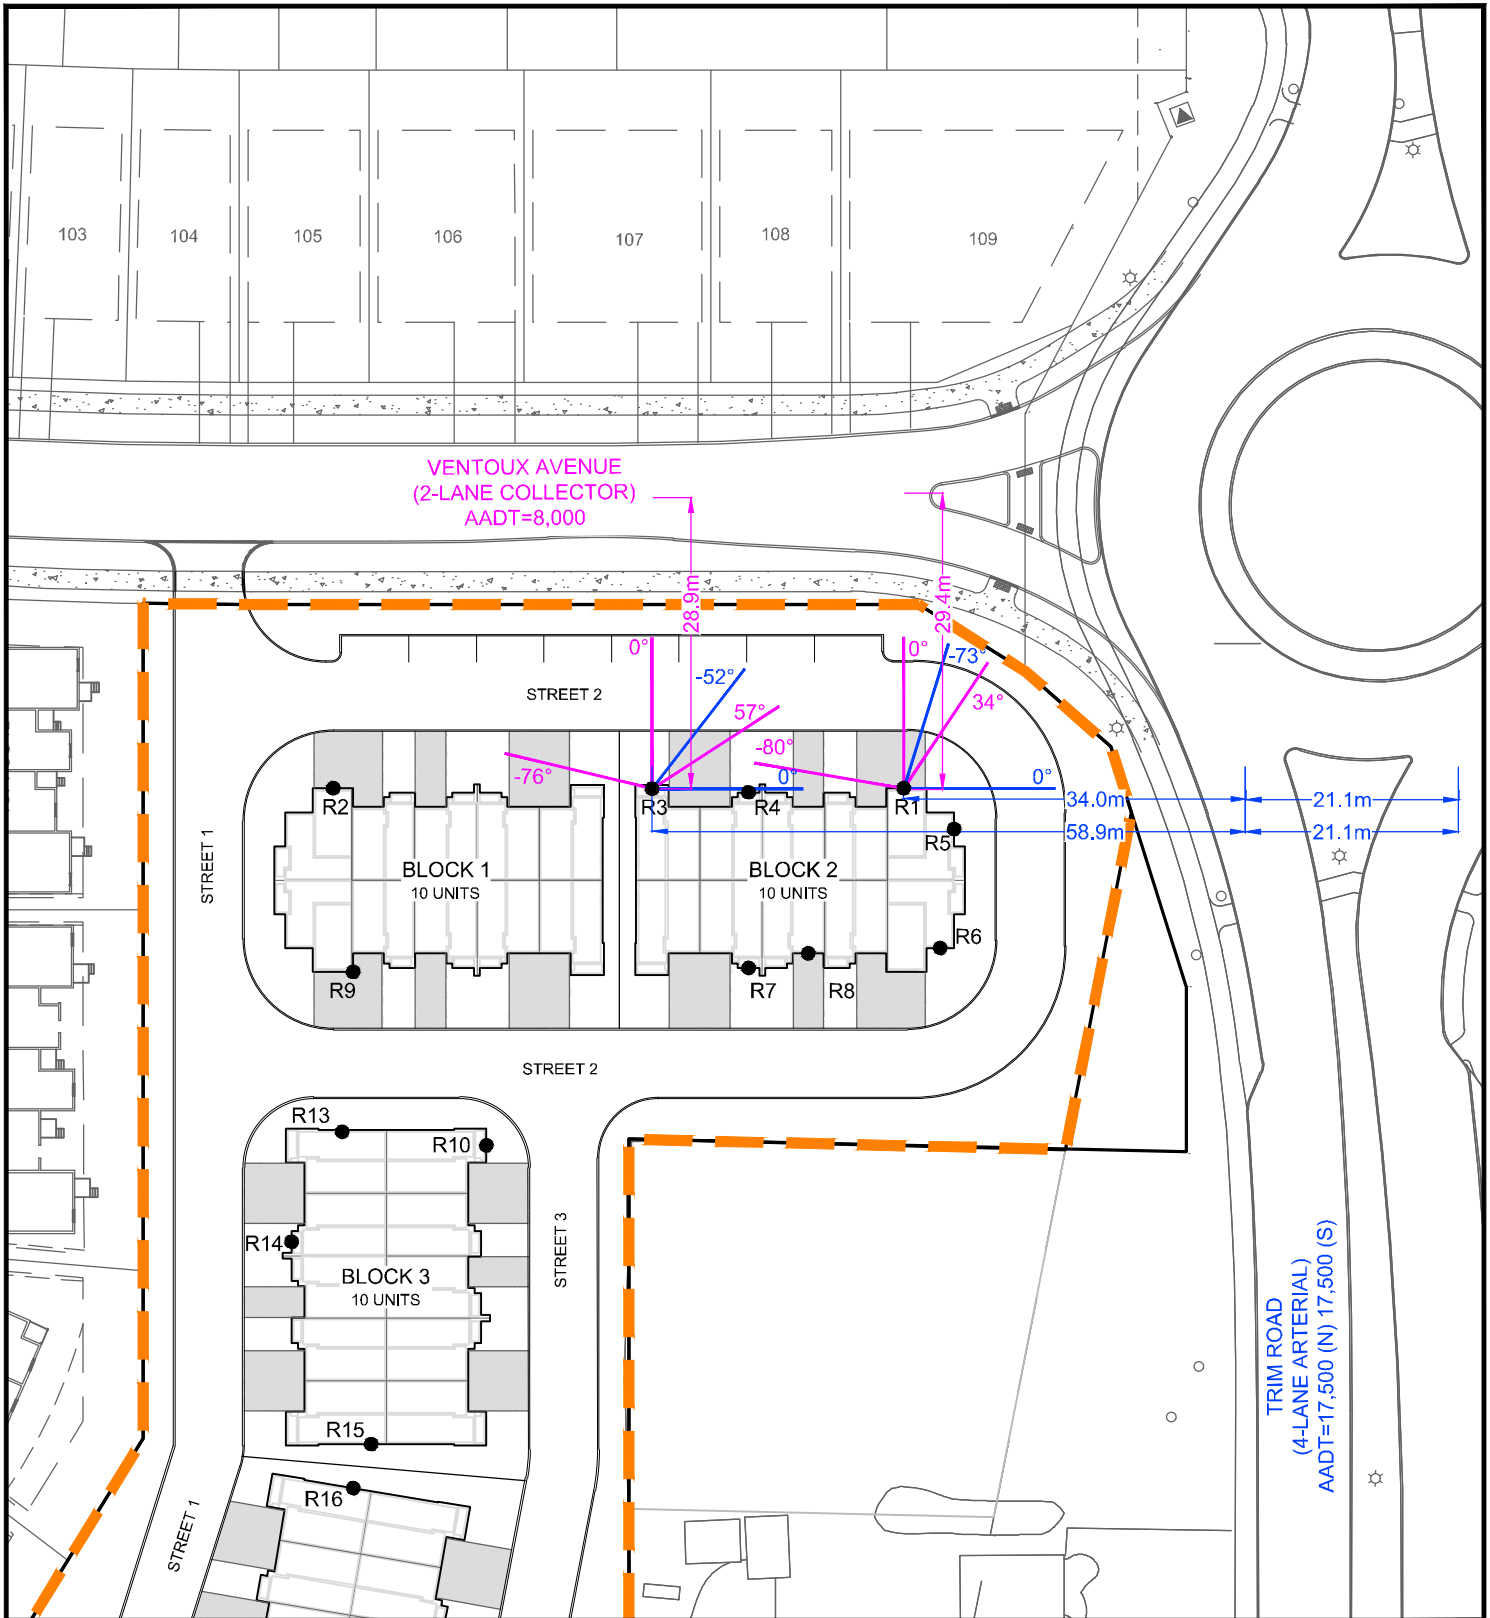 103
104
105
106
107
108
109
VENTOUX AVENUE
(2-LANE COLLECTOR)
AADT=8,000
28.9m
29.4m
0°
-52°
57°
-76°
0°
0°
-73°
34°
-80°
0°
STREET 2
R2
R3
R4
R1
R5
34.0m
21.1m
58.9m
21.1m
STREET 1
BLOCK 1
10 UNITS
BLOCK 2
10 UNITS
R6
R9
R7
R8
STREET 2
R13
R10
R14
BLOCK 3
10 UNITS
STREET 3
R15
R16
STREET 1
TRIM ROAD
(4-LANE ARTERIAL)
AADT=17,500 (N) 17,500 (S)